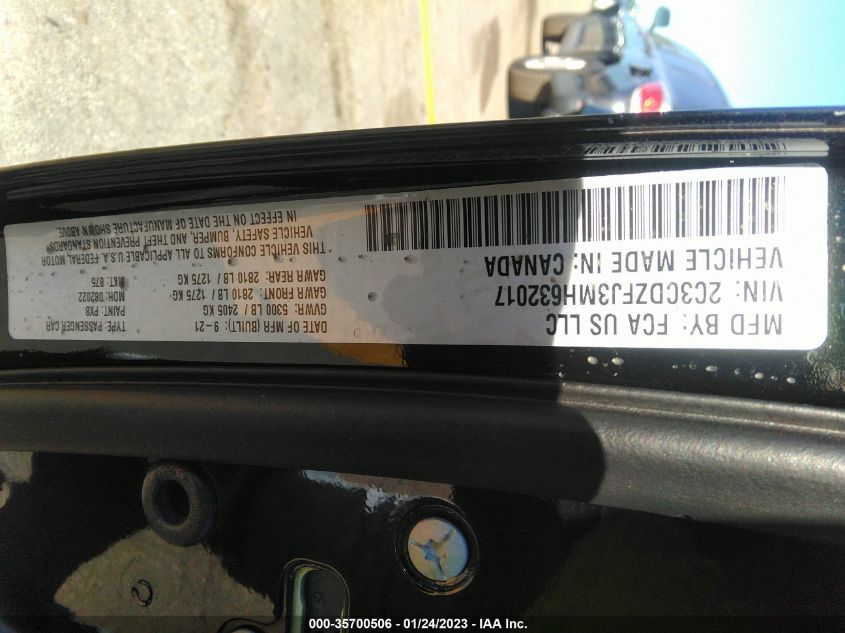 MFD BY: FCA US LLC
VIN: 2C3CDZFJ3MH632017
VEHICLE MADE IN: CANADA
DATE OF MFR (BUILT): 9-21
GVWR: 5300 LB / 2405 KG
GAWR FRONT: 2810 LB / 1275 KG
GAWR REAR: 2810 LB / 1275 KG
TYPE: PASSENGER CAR
PAINT: PX8
MDH: 082022
MKT: 875
THIS VEHICLE CONFORMS TO ALL APPLICABLE U.S.A. FEDERAL MOTOR
VEHICLE SAFETY, BUMPER, AND THEFT PREVENTION STANDARDS
IN EFFECT ON THE DATE OF MANUFACTURE SHOWN ABOVE
000-35700506 - 01/24/2023 - IAA Inc.